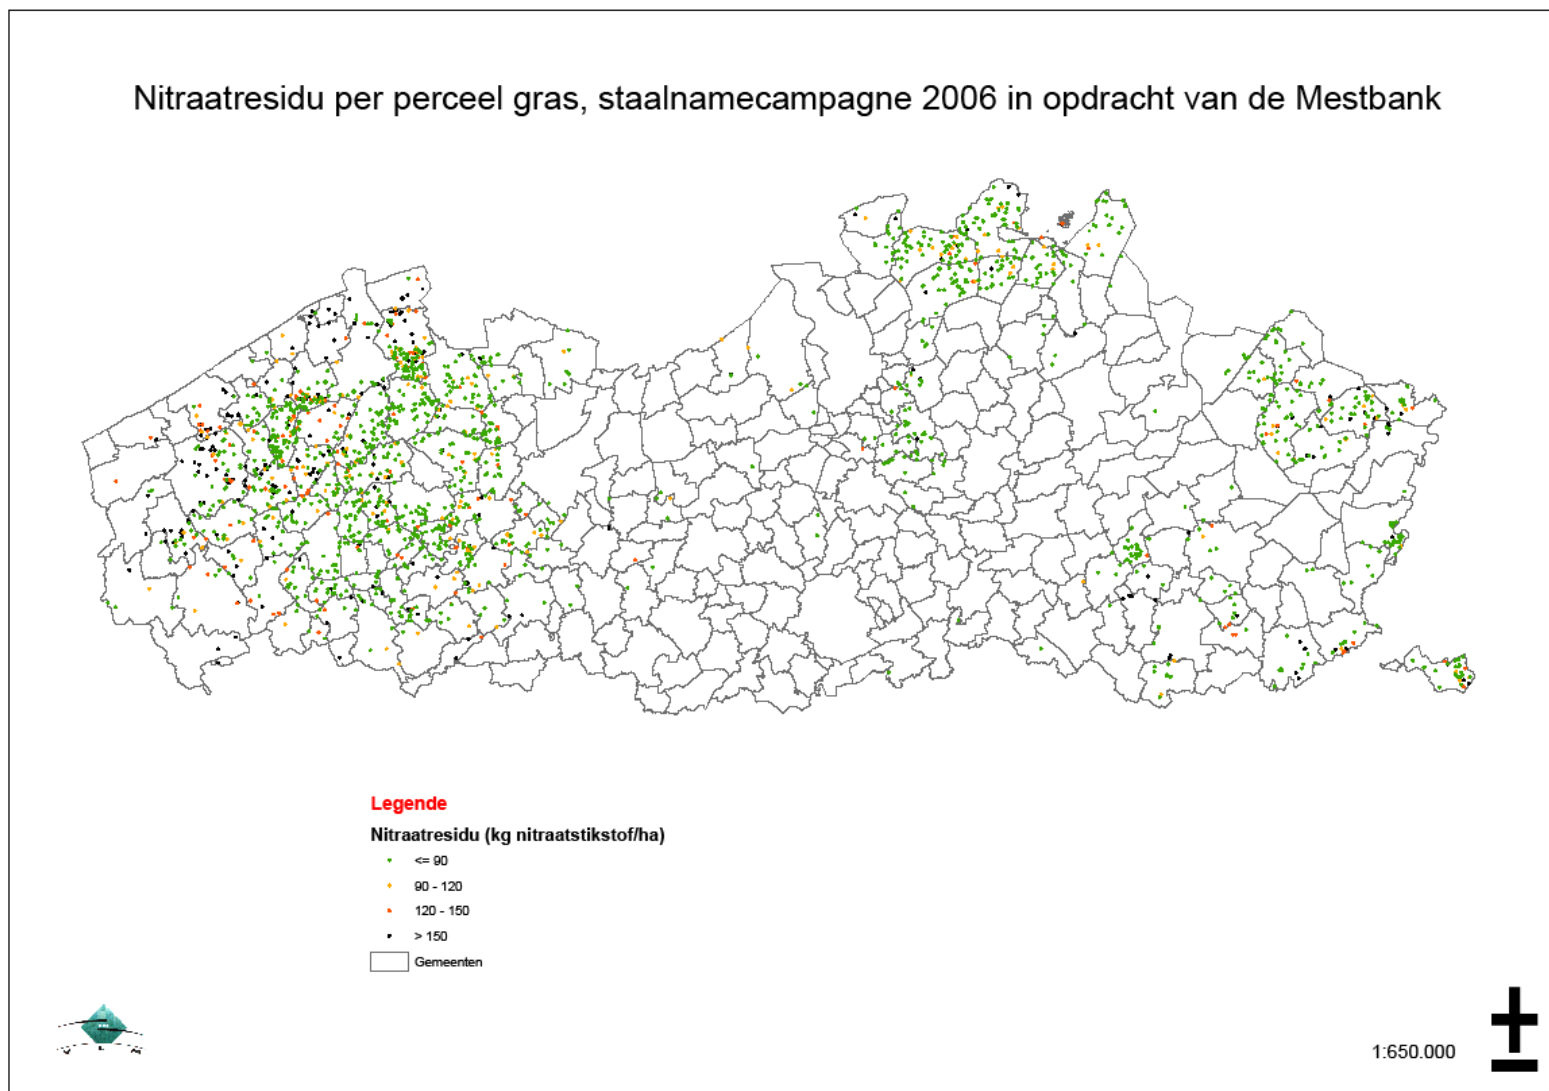 Nitraatresidu per perceel gras, staalnamecampagne 2006 in opdracht van de Mestbank
Legende
Nitraatresidu (kg nitraatstikstof/ha)
<= 90
90 - 120
120 - 150
> 150
Gemeenten
V L M
1:650.000